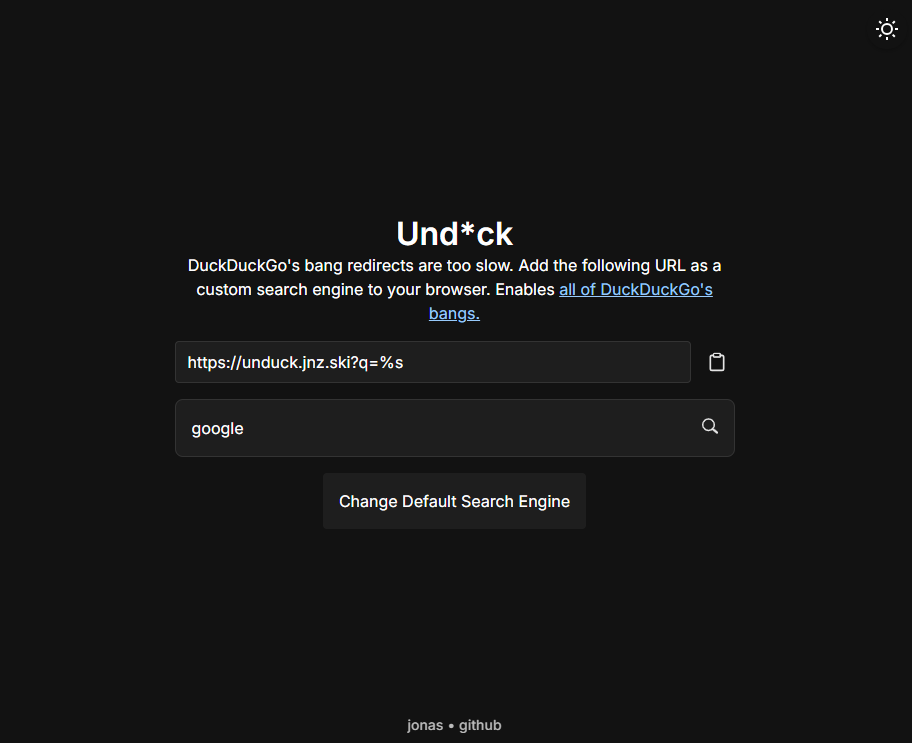 Und*ck
DuckDuckGo's bang redirects are too slow. Add the following URL as a
custom search engine to your browser. Enables all of DuckDuckGo's
bangs.
https://unduck.jnz.ski?q=%s
google
Change Default Search Engine
jonas • github